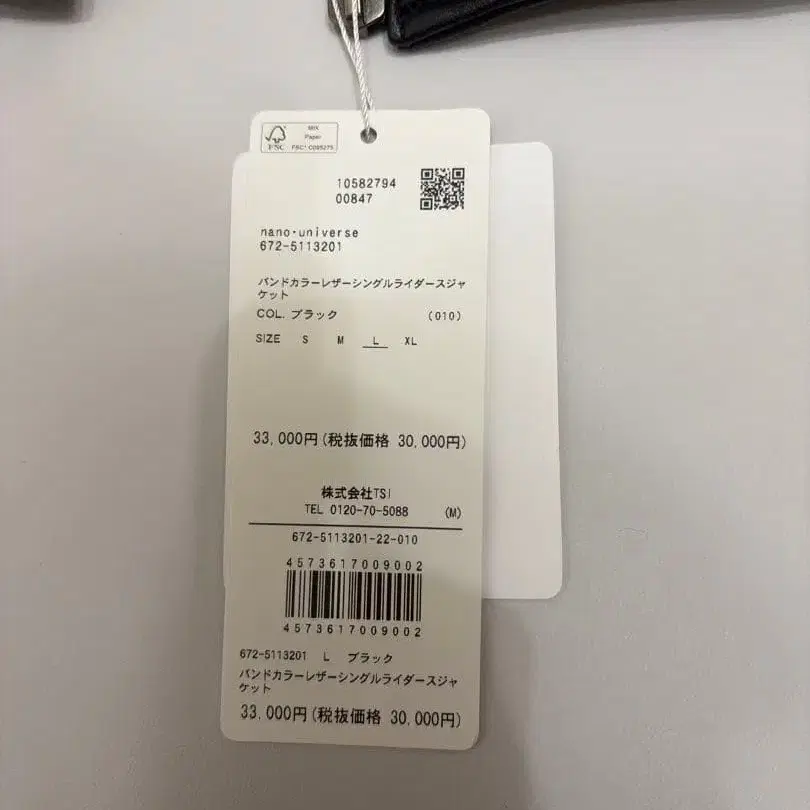 MIX
Paper
FSC
10582794
00847
nano・universe
672-5113201
バンドカラーレザーシングルライダースジャ
ケット
COL. ブラック (010)
SIZE S M L XL
33,000円(税抜価格 30,000円)
株式会社TSI
TEL 0120-70-5088 (M)
672-5113201-22-010
4573617009002
4573617009002
672-5113201 L ブラック
バンドカラーレザーシングルライダースジャ
ケット
33,000円(税抜価格 30,000円)